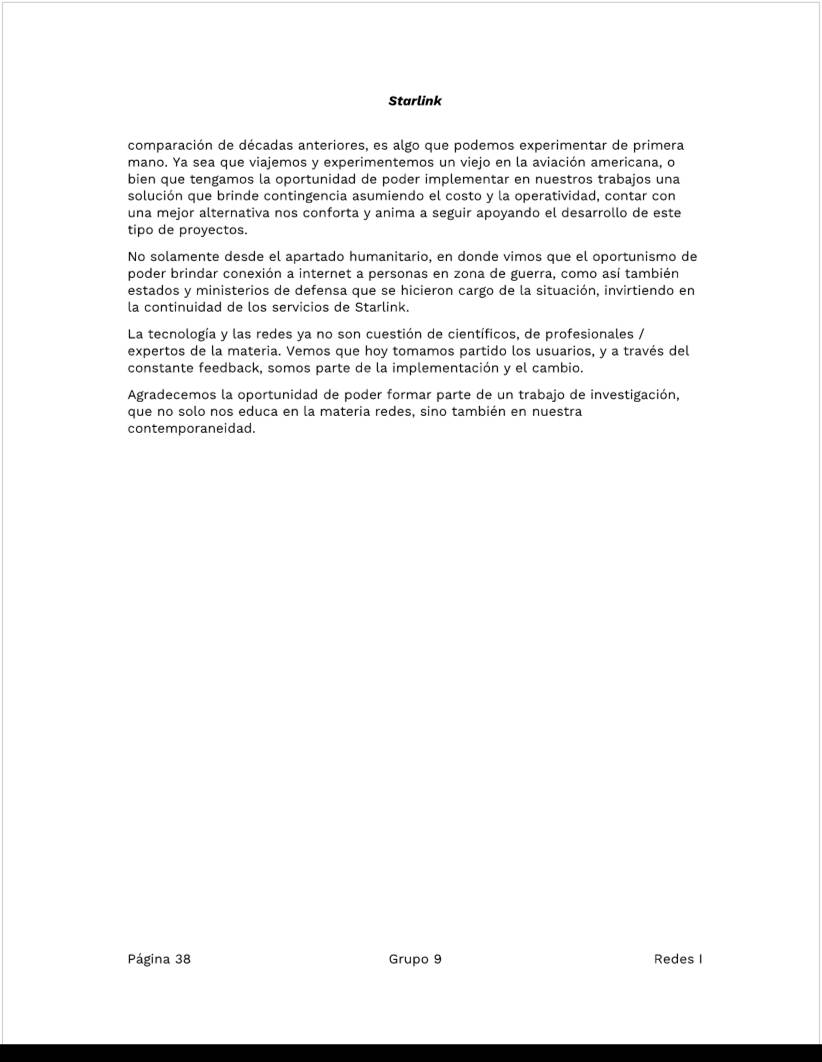 Starlink
comparación de décadas anteriores, es algo que podemos experimentar de primera
mano. Ya sea que viajemos y experimentemos un viejo en la aviación americana, o
bien que tengamos la oportunidad de poder implementar en nuestros trabajos una
solución que brinde contingencia asumiendo el costo y la operatividad, contar con
una mejor alternativa nos conforta y anima a seguir apoyando el desarrollo de este
tipo de proyectos.
No solamente desde el apartado humanitario, en donde vimos que el oportunismo de
poder brindar conexión a internet a personas en zona de guerra, como así también
estados y ministerios de defensa que se hicieron cargo de la situación, invirtiendo en
la continuidad de los servicios de Starlink.
La tecnología y las redes ya no son cuestión de científicos, de profesionales /
expertos de la materia. Vemos que hoy tomamos partido los usuarios, y a través del
constante feedback, somos parte de la implementación y el cambio.
Agradecemos la oportunidad de poder formar parte de un trabajo de investigación,
que no solo nos educa en la materia redes, sino también en nuestra
contemporaneidad.
Página 38 Grupo 9 Redes I